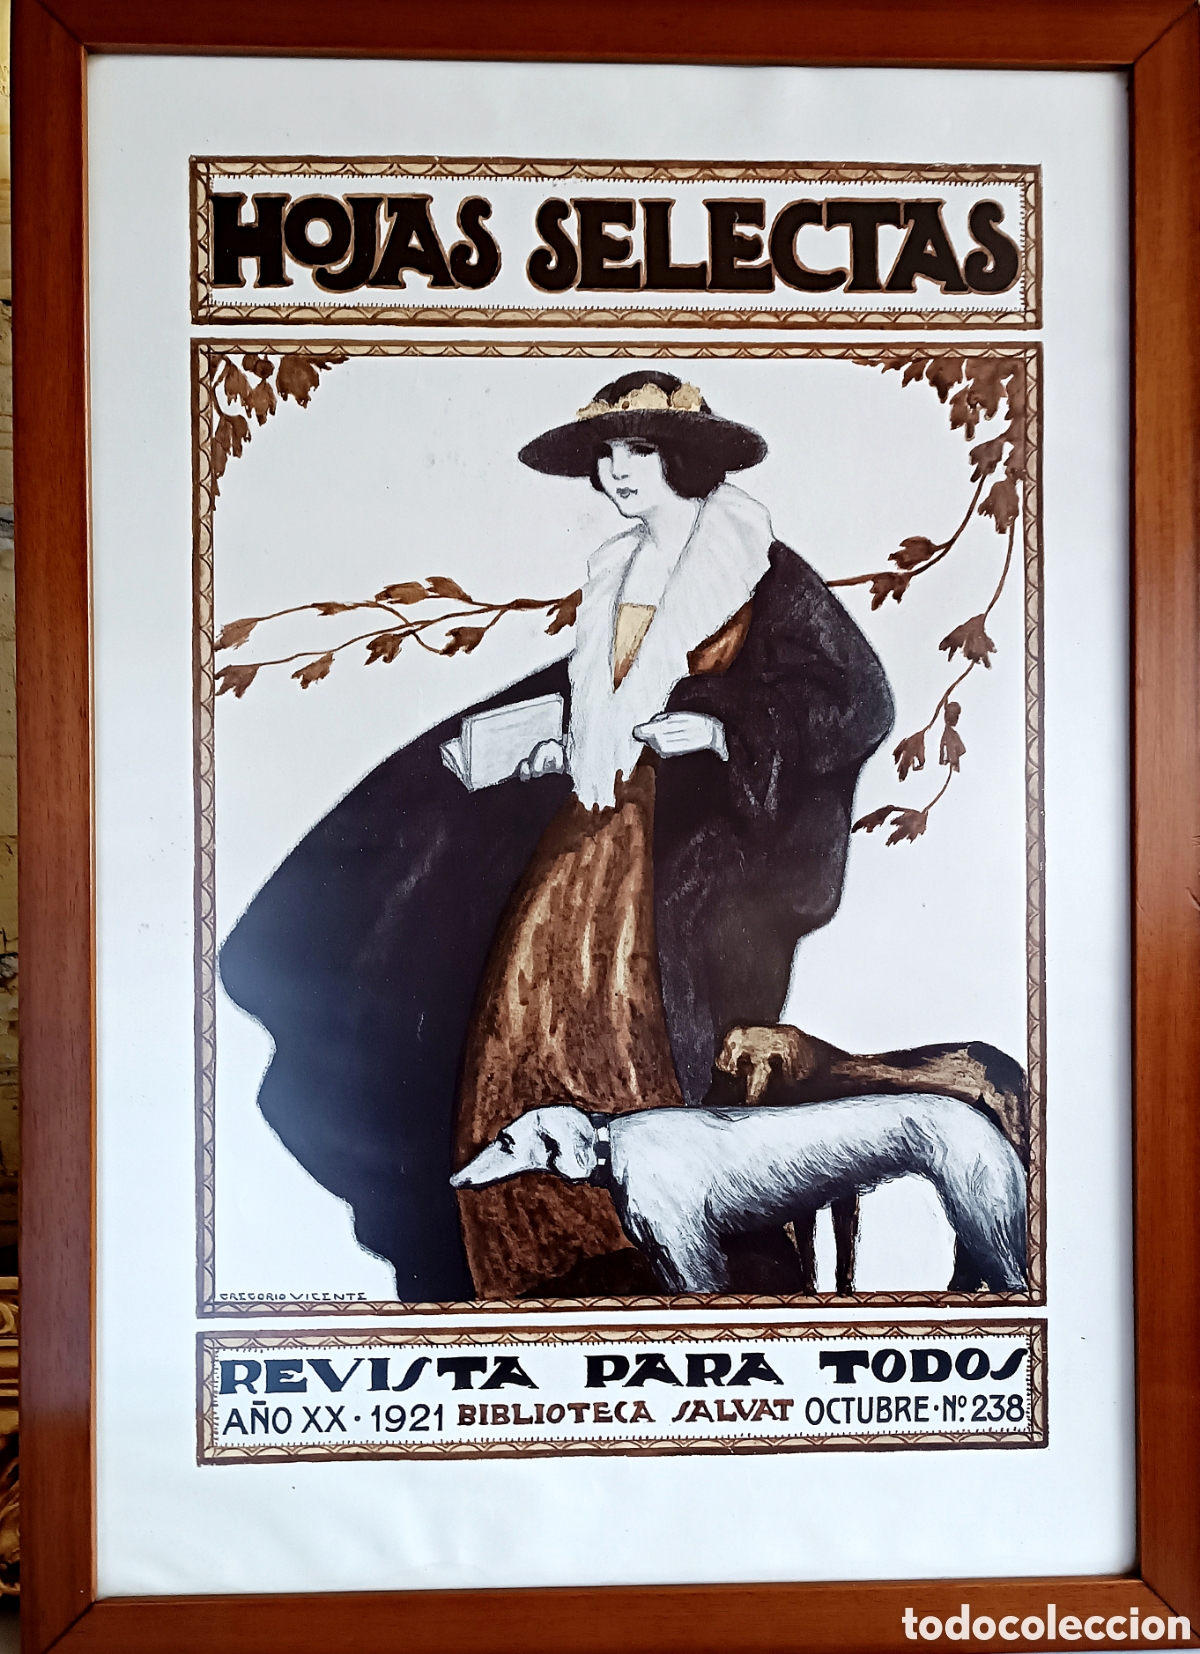 HOJAS SELECTAS
GREGORIO VICENTE
REVISTA PARA TODOS
AÑO XX · 1921 BIBLIOTECA SALVAT OCTUBRE · Nº 238
todocoleccion